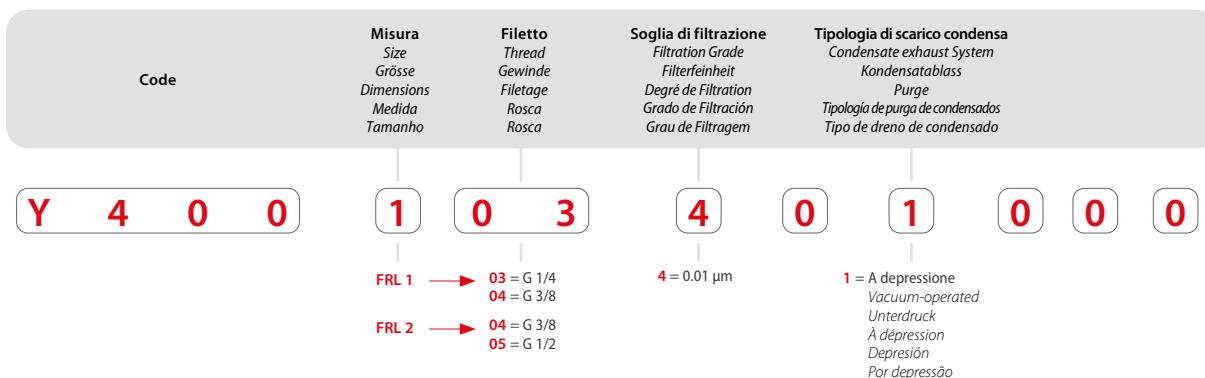 Code
Misura
Size
Grösse
Dimensions
Medida
Tamanho
Filetto
Thread
Gewinde
Filetage
Rosca
Rosca
Soglia di filtrazione
Filtration Grade
Filterfeinheit
Degré de Filtration
Grado de Filtración
Grau de Filtragem
Tipologia di scarico condensa
Condensate exhaust System
Kondensatablass
Purge
Tipología de purga de condensados
Tipo de dreno de condensado
Y 4 0 0 1 0 3 4 0 1 0 0 0
FRL 1
03 = G 1/4
04 = G 3/8
FRL 2
04 = G 3/8
05 = G 1/2
4 = 0.01 µm
1 = A depressione
Vacuum-operated
Unterdruck
À dépression
Depresión
Por depressão